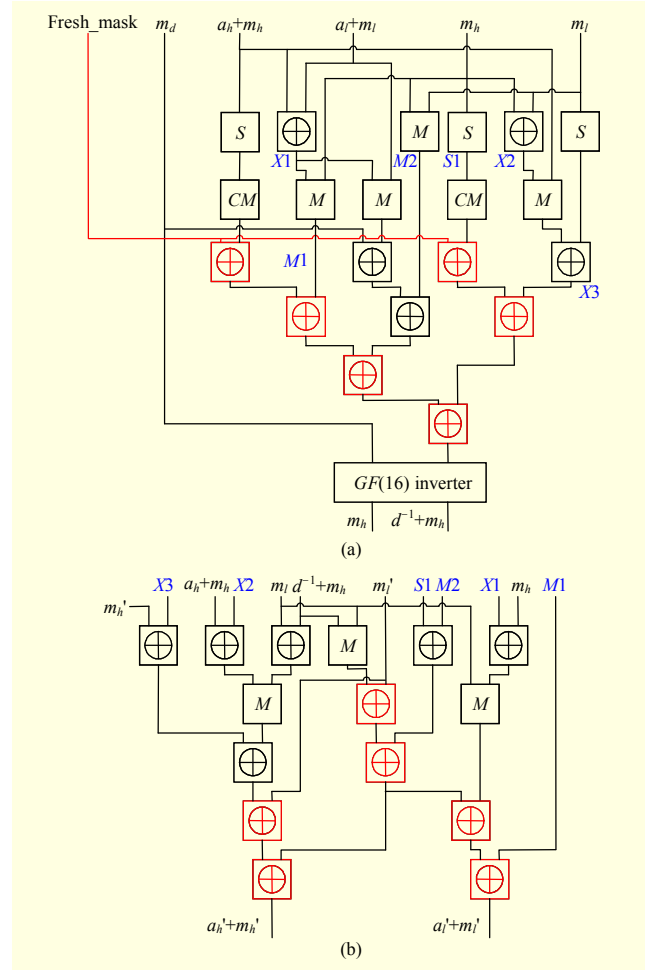 Fresh_mask m_d a_h+m_h a_l+m_l m_h m_l
S M S S
X1 M2 S1 X2
CM M M CM M
M1
X3
GF(16) inverter
m_h d⁻¹+m_h
(a)
X3 a_h+m_h X2 m_l d⁻¹+m_h m_l' S1 M2 X1 m_h M1
m_h'
M
M M
a_h'+m_h' a_l'+m_l'
(b)